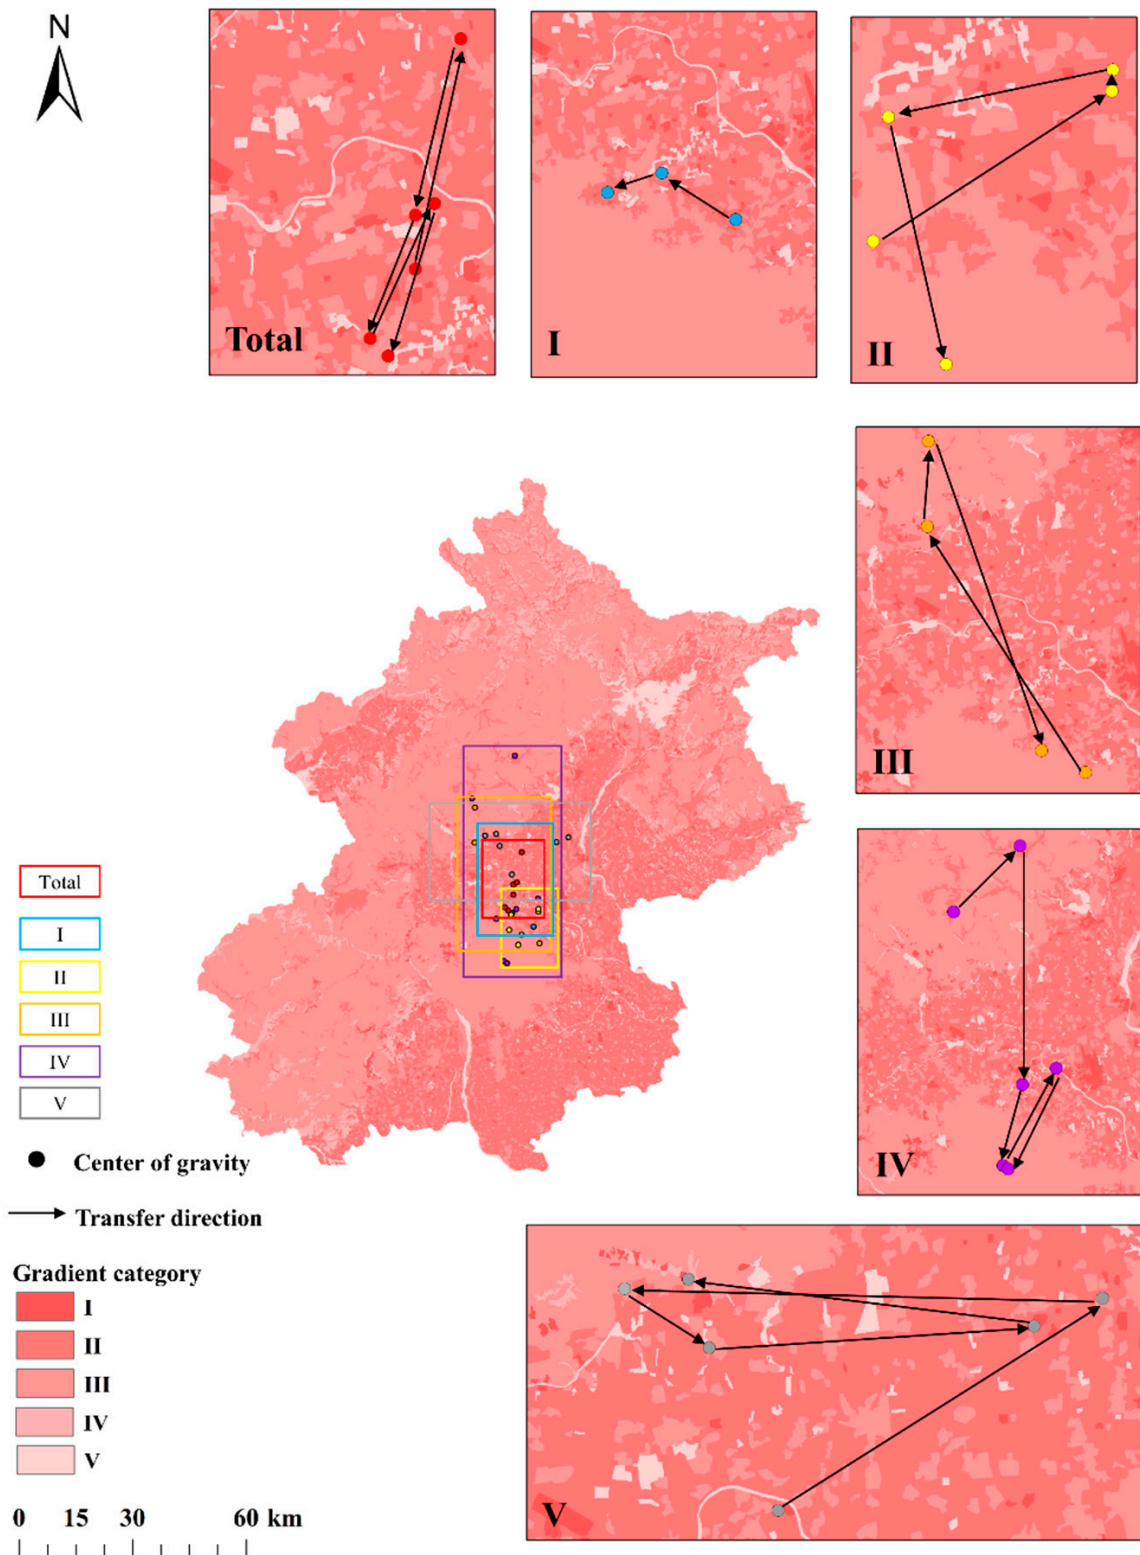 N
Total
I
II
III
IV
V
Total
I
II
III
IV
V
Center of gravity
Transfer direction
Gradient category
I
II
III
IV
V
0 15 30 60 km